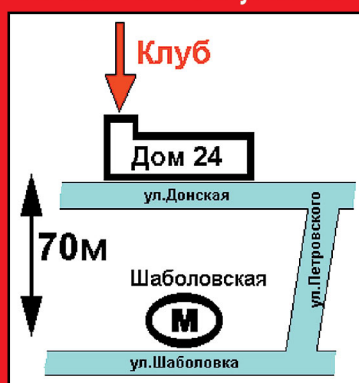 Клуб
Дом 24
ул.Донская
ул.Петровского
70м
Шаболовская
М
ул.Шаболовка